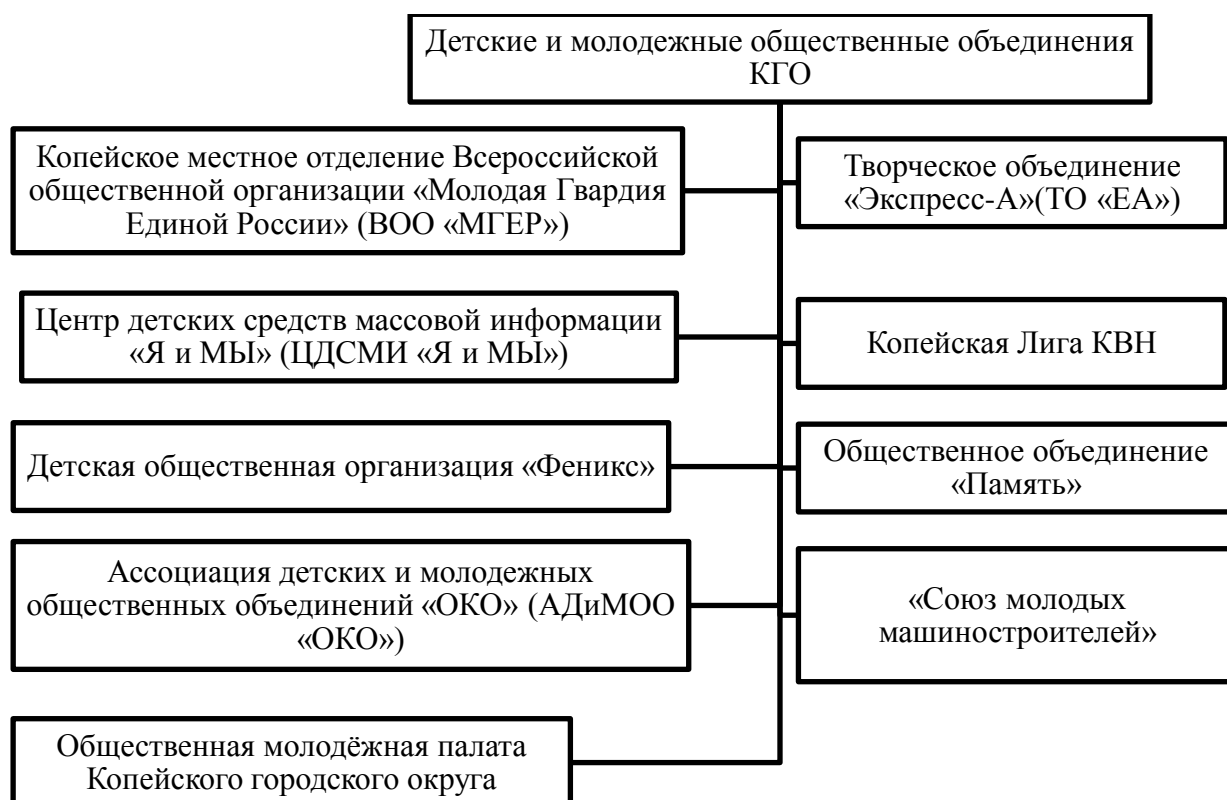 Детские и молодежные общественные объединения
КГО
Копейское местное отделение Всероссийской
общественной организации «Молодая Гвардия
Единой России» (ВОО «МГЕР»)
Творческое объединение
«Экспресс-А»(ТО «ЕА»)
Центр детских средств массовой информации
«Я и МЫ» (ЦДСМИ «Я и МЫ»)
Копейская Лига КВН
Детская общественная организация «Феникс»
Общественное объединение
«Память»
Ассоциация детских и молодежных
общественных объединений «ОКО» (АДиМОО
«ОКО»)
«Союз молодых
машиностроителей»
Общественная молодёжная палата
Копейского городского округа